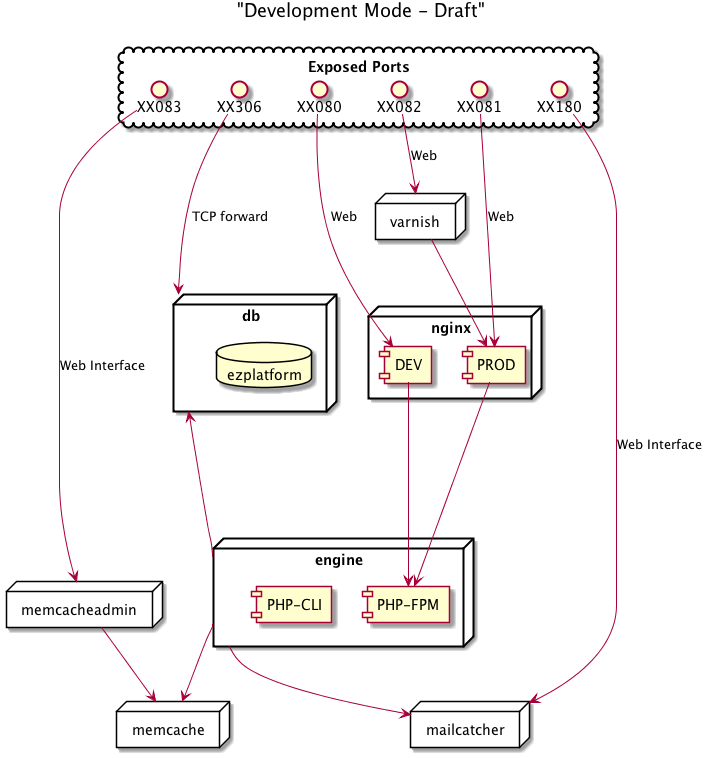 "Development Mode - Draft"
Exposed Ports
XX083 XX306 XX080 XX082 XX081 XX180
Web
varnish
TCP forward
Web
Web
db
nginx
ezplatform
DEV
PROD
Web Interface
Web Interface
engine
PHP-CLI
PHP-FPM
memcacheadmin
memcache
mailcatcher